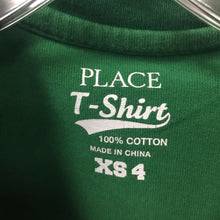 PLACE
T-Shirt
100% COTTON
MADE IN CHINA
XS 4